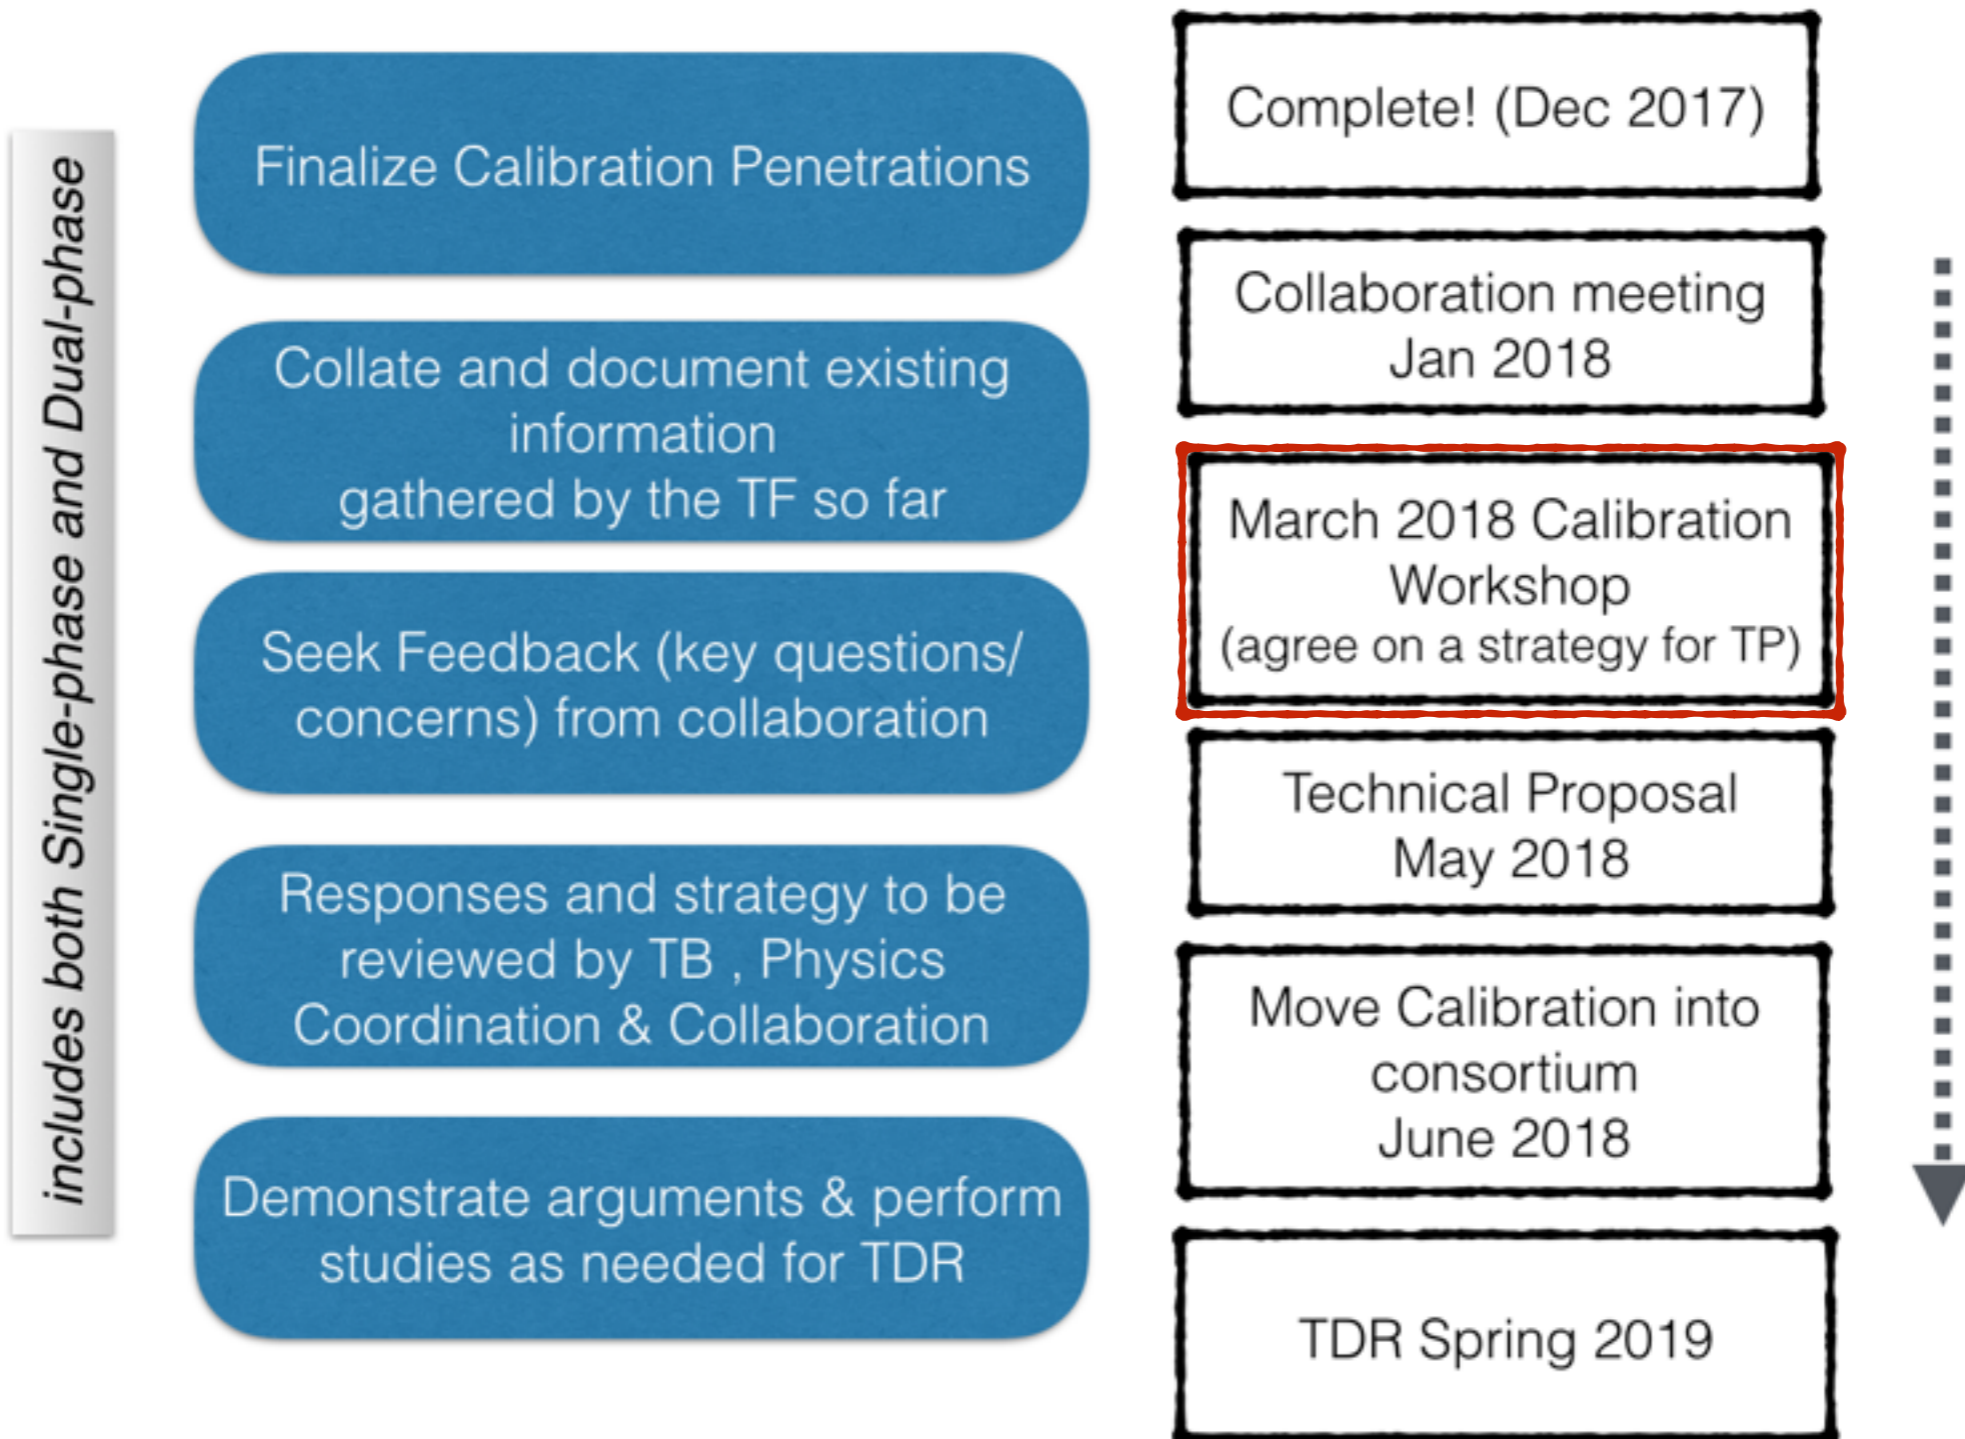 includes both Single-phase and Dual-phase
Finalize Calibration Penetrations
Collate and document existing
information
gathered by the TF so far
Seek Feedback (key questions/
concerns) from collaboration
Responses and strategy to be
reviewed by TB , Physics
Coordination & Collaboration
Demonstrate arguments & perform
studies as needed for TDR
Complete! (Dec 2017)
Collaboration meeting
Jan 2018
March 2018 Calibration
Workshop
(agree on a strategy for TP)
Technical Proposal
May 2018
Move Calibration into
consortium
June 2018
TDR Spring 2019